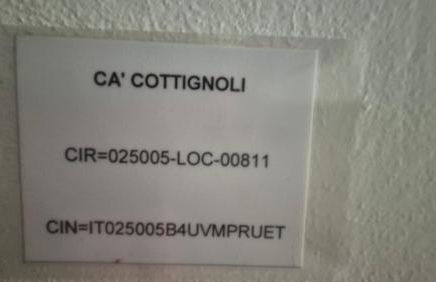 CA' COTTIGNOLI
CIR=025005-LOC-00811
CIN=IT025005B4UVMPRUET